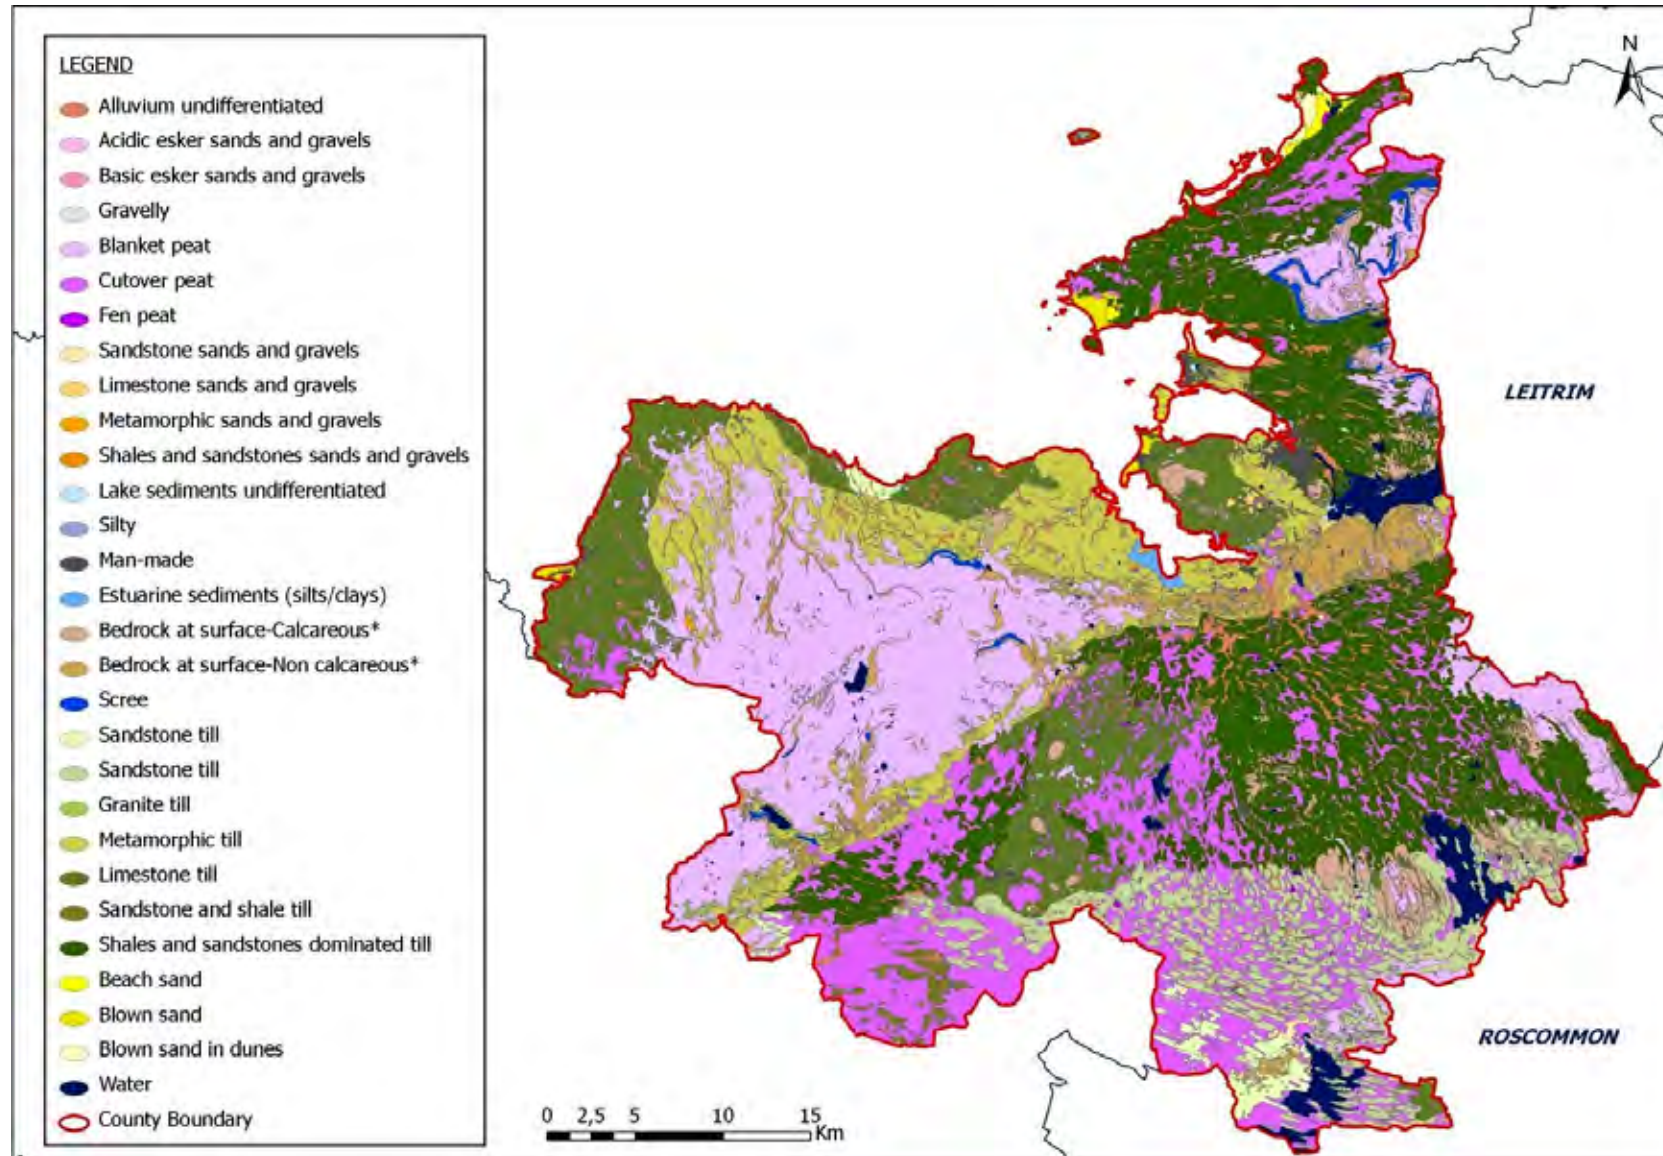 LEGEND
Alluvium undifferentiated
Acidic esker sands and gravels
Basic esker sands and gravels
Gravelly
Blanket peat
Cutover peat
Fen peat
Sandstone sands and gravels
Limestone sands and gravels
Metamorphic sands and gravels
Shales and sandstones sands and gravels
Lake sediments undifferentiated
Silty
Man-made
Estuarine sediments (silts/clays)
Bedrock at surface-Calcareous*
Bedrock at surface-Non calcareous*
Scree
Sandstone till
Sandstone till
Granite till
Metamorphic till
Limestone till
Sandstone and shale till
Shales and sandstones dominated till
Beach sand
Blown sand
Blown sand in dunes
Water
County Boundary
N
LEITRIM
ROSCOMMON
0 2,5 5 10 15
Km